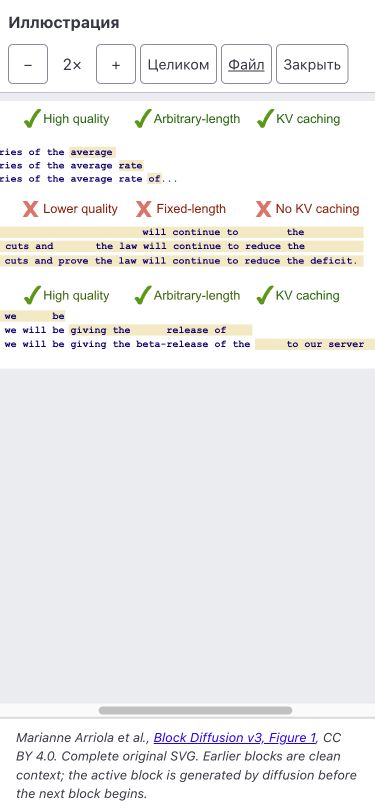 Иллюстрация
− 2× + Целиком Файл Закрыть
✓ High quality ✓ Arbitrary-length ✓ KV caching
ries of the average
ries of the average rate
ries of the average rate of...
X Lower quality X Fixed-length X No KV caching
will continue to the
cuts and the law will continue to reduce the
cuts and prove the law will continue to reduce the deficit.
✓ High quality ✓ Arbitrary-length ✓ KV caching
we be
we will be giving the release of
we will be giving the beta-release of the to our server
Marianne Arriola et al., Block Diffusion v3, Figure 1, CC
BY 4.0. Complete original SVG. Earlier blocks are clean
context; the active block is generated by diffusion before
the next block begins.